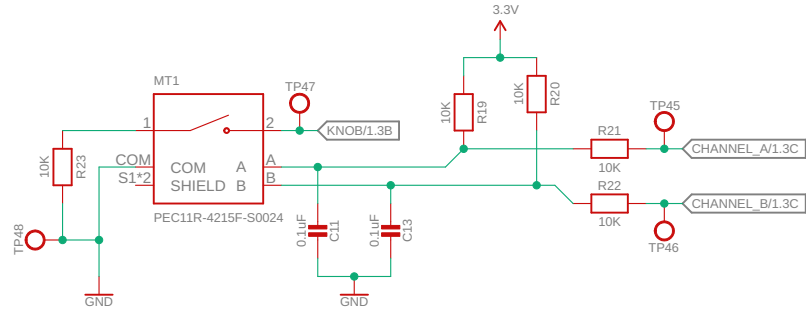 3.3V
MT1
TP47
1
2
KNOB/1.3B
10K
R19
10K
R20
TP45
R21
10K
CHANNEL_A/1.3C
10K
R23
COM
COM
A
A
S1*2
SHIELD
B
B
R22
10K
CHANNEL_B/1.3C
TP46
PEC11R-4215F-S0024
0.1uF
C11
0.1uF
C13
TP48
GND
GND